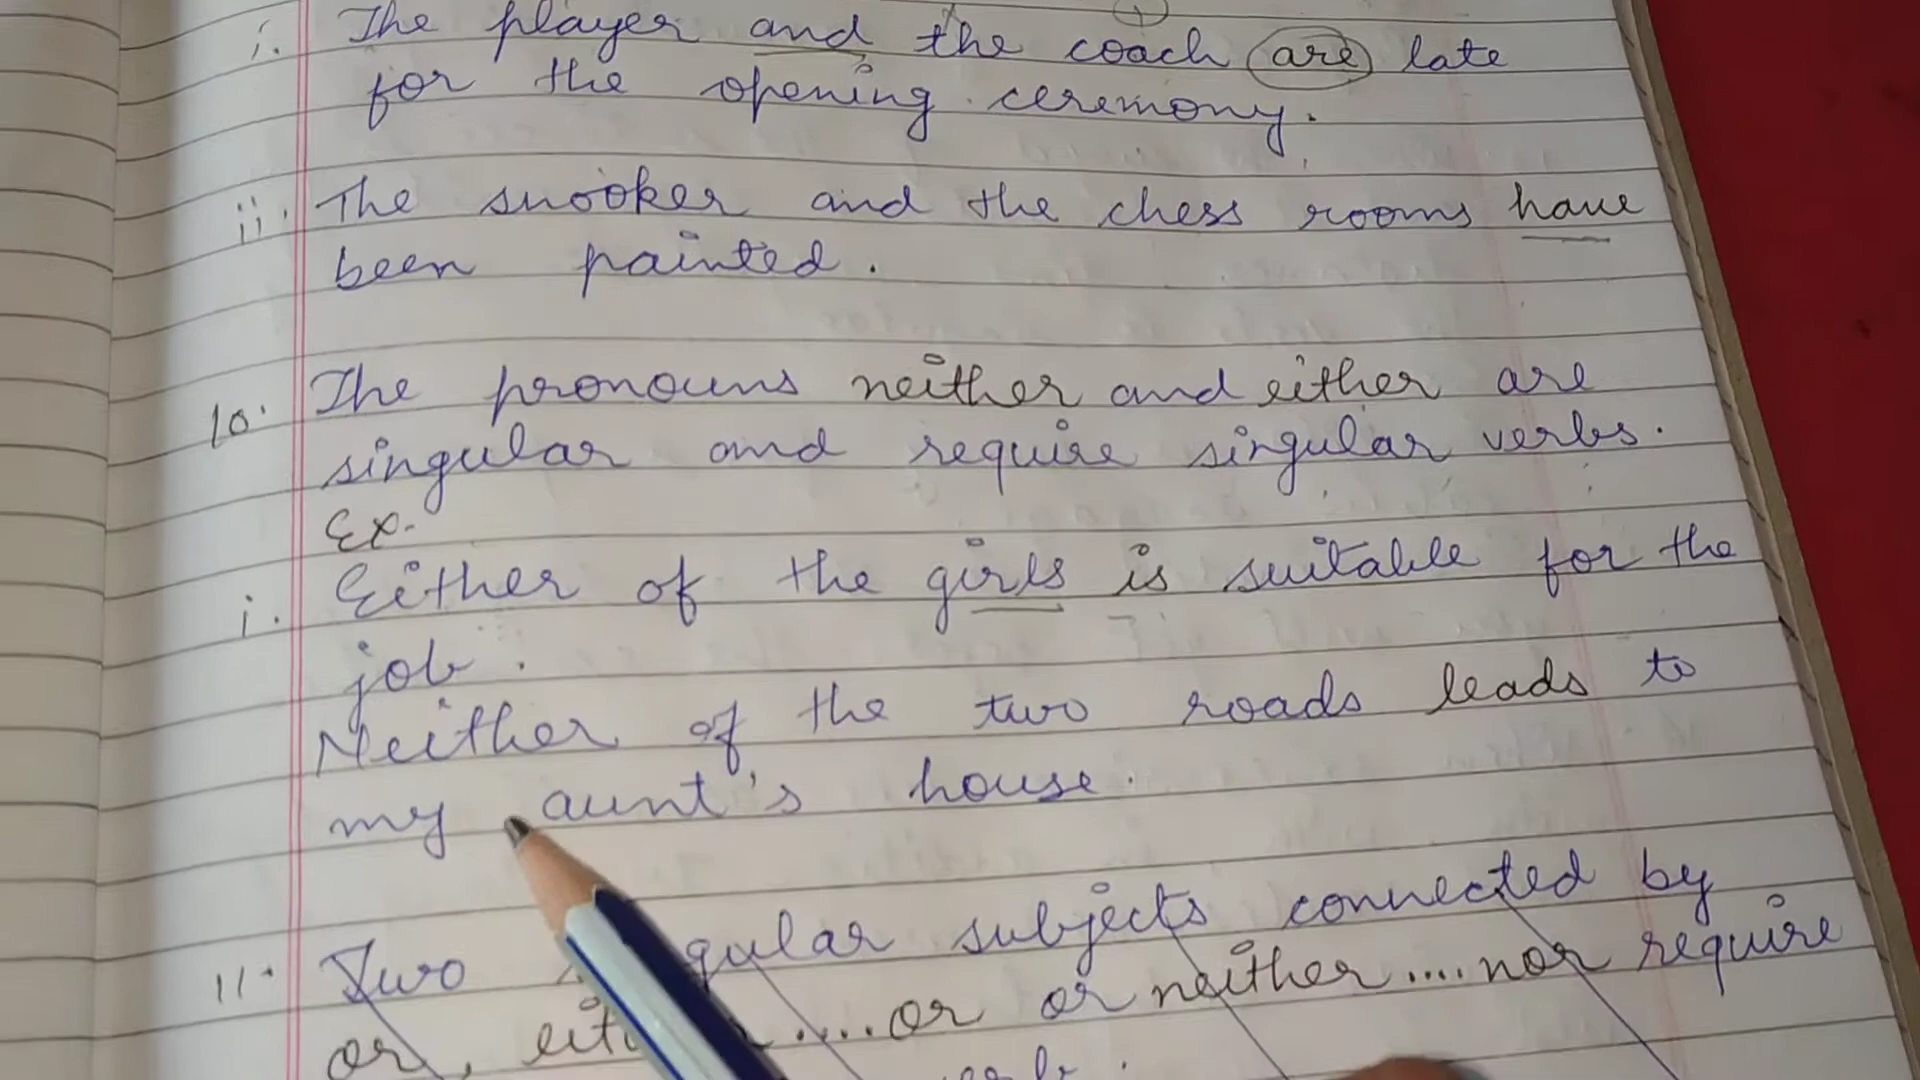 i. The player and the coach are late
for the opening ceremony.
ii. The snooker and the chess rooms have
been painted.
10. The pronouns neither and either are
singular and require singular verbs.
Ex.
i. Either of the girls is suitable for the
job.
Neither of the two roads leads to
my aunt's house.
11. Two subjects connected by
or, ....or or neither....nor require